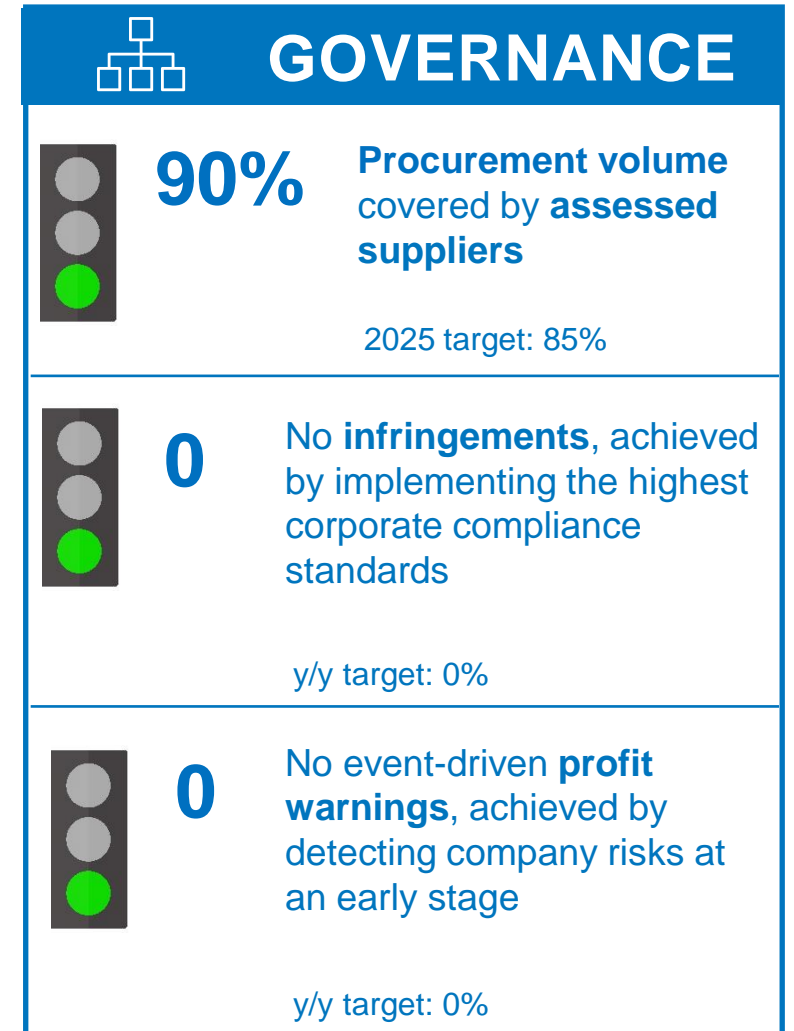 GOVERNANCE
90%
Procurement volume
covered by assessed
suppliers
2025 target: 85%
0
No infringements, achieved
by implementing the highest
corporate compliance
standards
y/y target: 0%
0
No event-driven profit
warnings, achieved by
detecting company risks at
an early stage
y/y target: 0%